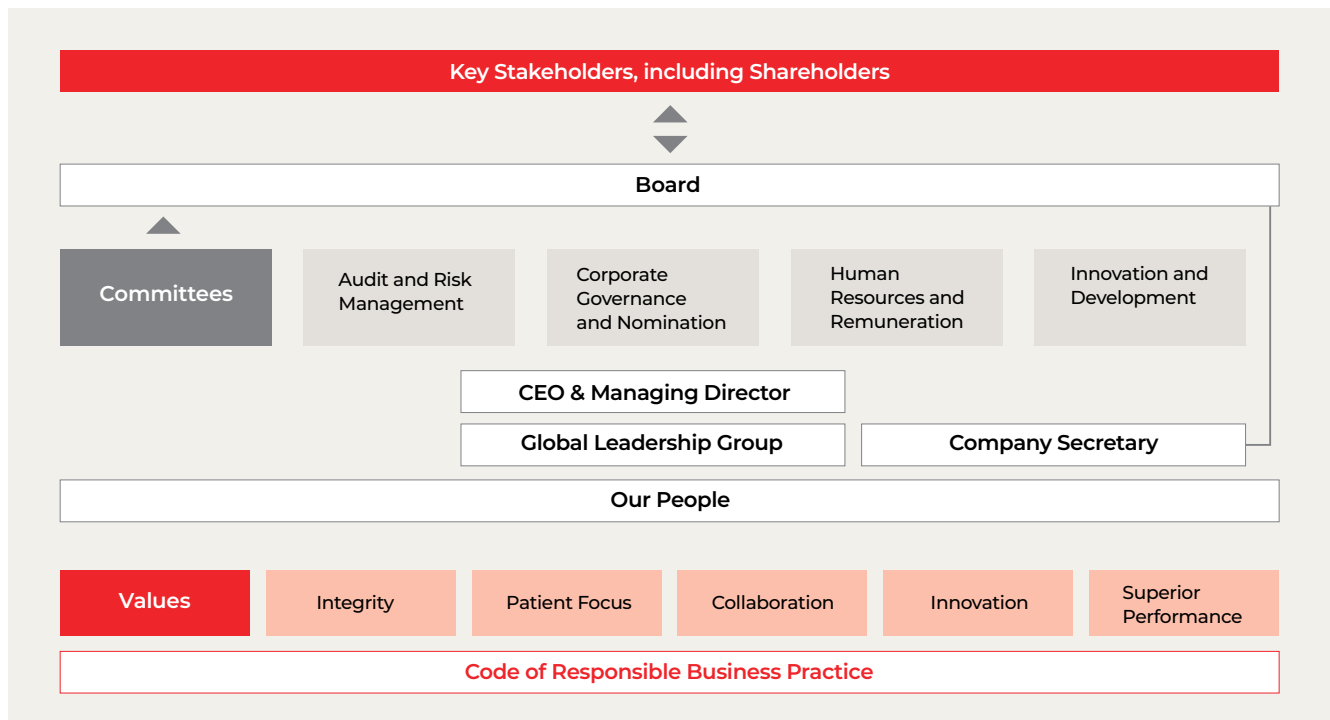 Key Stakeholders, including Shareholders
Board
Committees
Audit and Risk
Management
Corporate
Governance
and Nomination
Human
Resources and
Remuneration
Innovation and
Development
CEO & Managing Director
Global Leadership Group
Company Secretary
Our People
Values
Integrity
Patient Focus
Collaboration
Innovation
Superior
Performance
Code of Responsible Business Practice